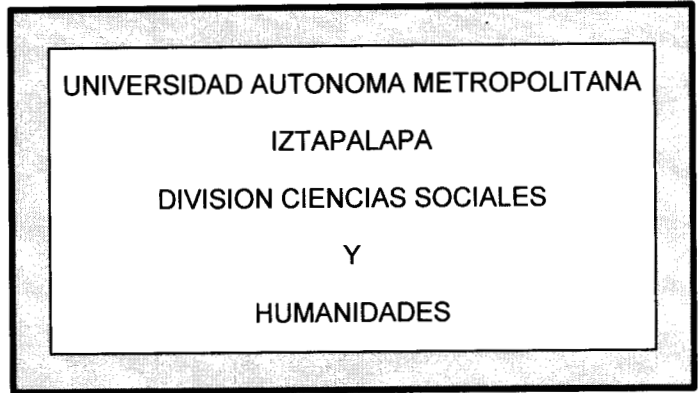 UNIVERSIDAD AUTONOMA METROPOLITANA
IZTAPALAPA
DIVISION CIENCIAS SOCIALES
Y
HUMANIDADES